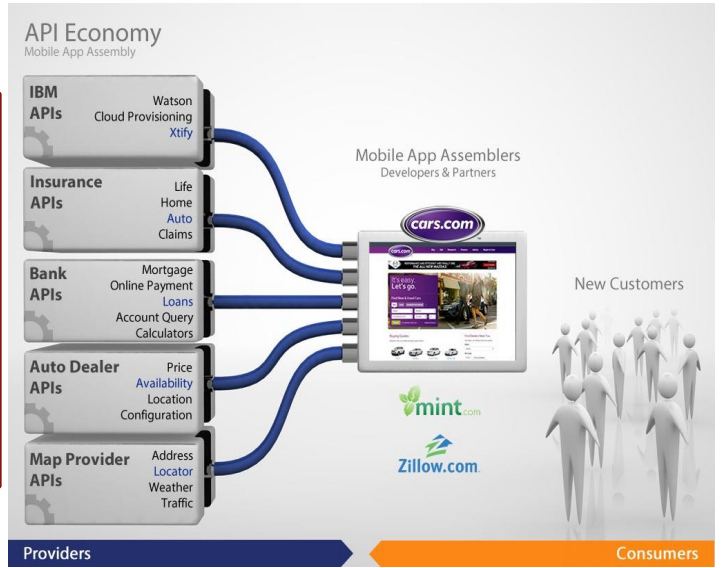 API Economy
Mobile App Assembly
IBM
APIs
Watson
Cloud Provisioning
Xtify
Insurance
APIs
Life
Home
Auto
Claims
Bank
APIs
Mortgage
Online Payment
Loans
Account Query
Calculators
Auto Dealer
APIs
Price
Availability
Location
Configuration
Map Provider
APIs
Address
Locator
Weather
Traffic
Mobile App Assemblers
Developers & Partners
cars.com
cars.com
It's easy.
Let's go.
mint.com
Zillow.com
New Customers
Providers
Consumers